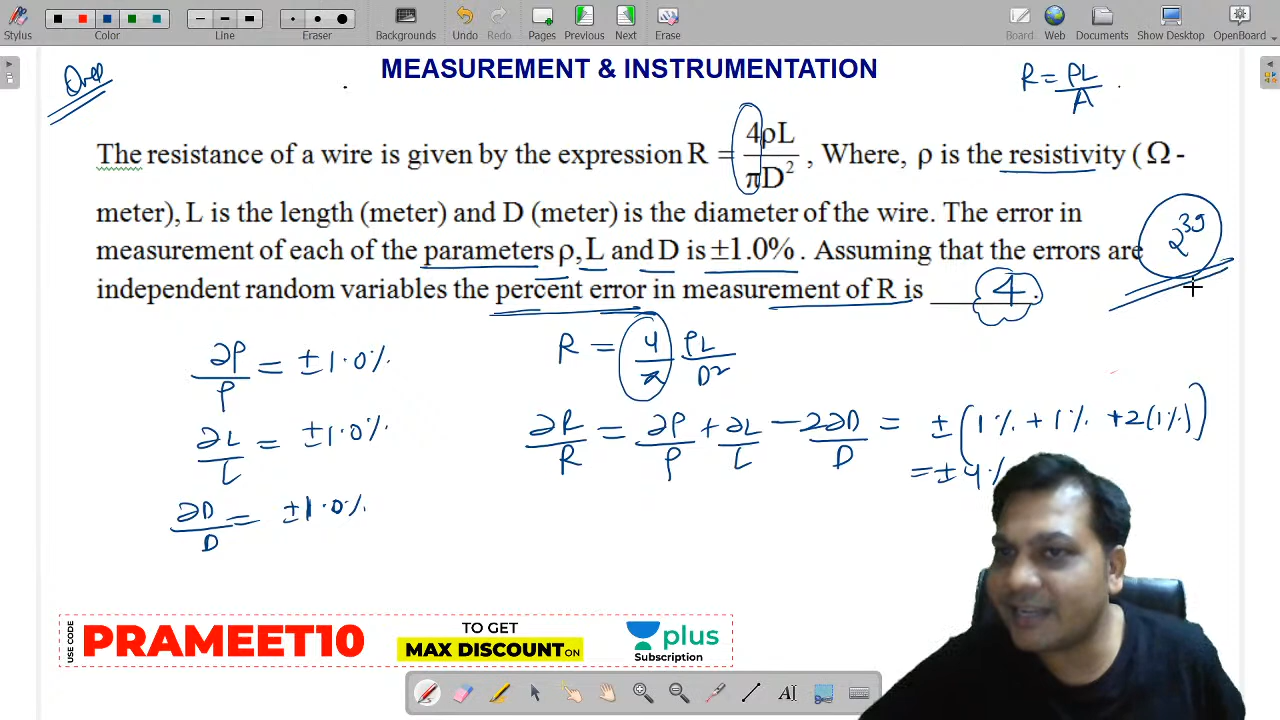 Stylus
Color
Line
Eraser
Backgrounds
Undo
Redo
Pages
Previous
Next
Erase
Board
Web
Documents
Show Desktop
OpenBoard
MEASUREMENT & INSTRUMENTATION
R = ρL/A
The resistance of a wire is given by the expression R = 4ρL/πD², Where, ρ is the resistivity ( Ω -
meter), L is the length (meter) and D (meter) is the diameter of the wire. The error in
measurement of each of the parameters ρ, L and D is ±1.0% . Assuming that the errors are
independent random variables the percent error in measurement of R is ______ 4 .
∂ρ/ρ = ±1.0%
R = 4/π ρL/D²
∂L/L = ±1.0%
∂R/R = ∂ρ/ρ + ∂L/L - 2∂D/D = ±(1% + 1% + 2(1%))
= ±4%
∂D/D = ±1.0%
USE CODE
PRAMEET10
TO GET
MAX DISCOUNT ON
plus
Subscription